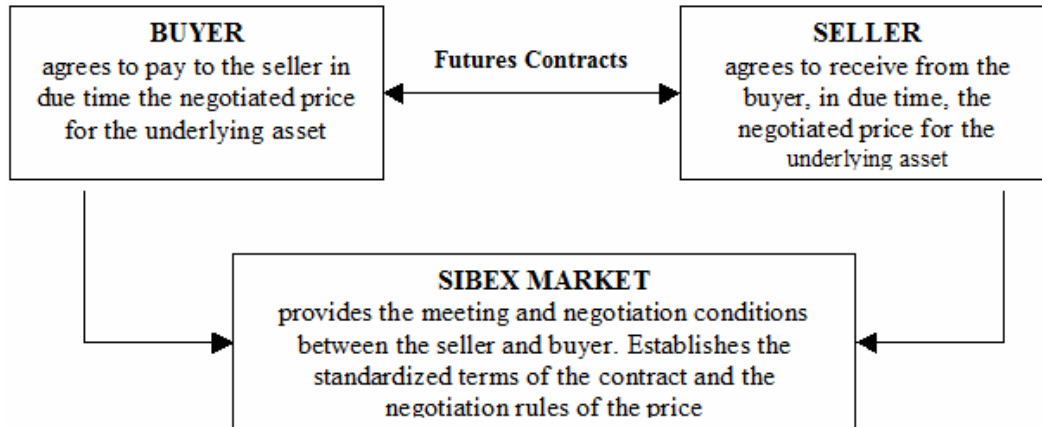 BUYER
agrees to pay to the seller in
due time the negotiated price
for the underlying asset
Futures Contracts
SELLER
agrees to receive from the
buyer, in due time, the
negotiated price for the
underlying asset
SIBEX MARKET
provides the meeting and negotiation conditions
between the seller and buyer. Establishes the
standardized terms of the contract and the
negotiation rules of the price